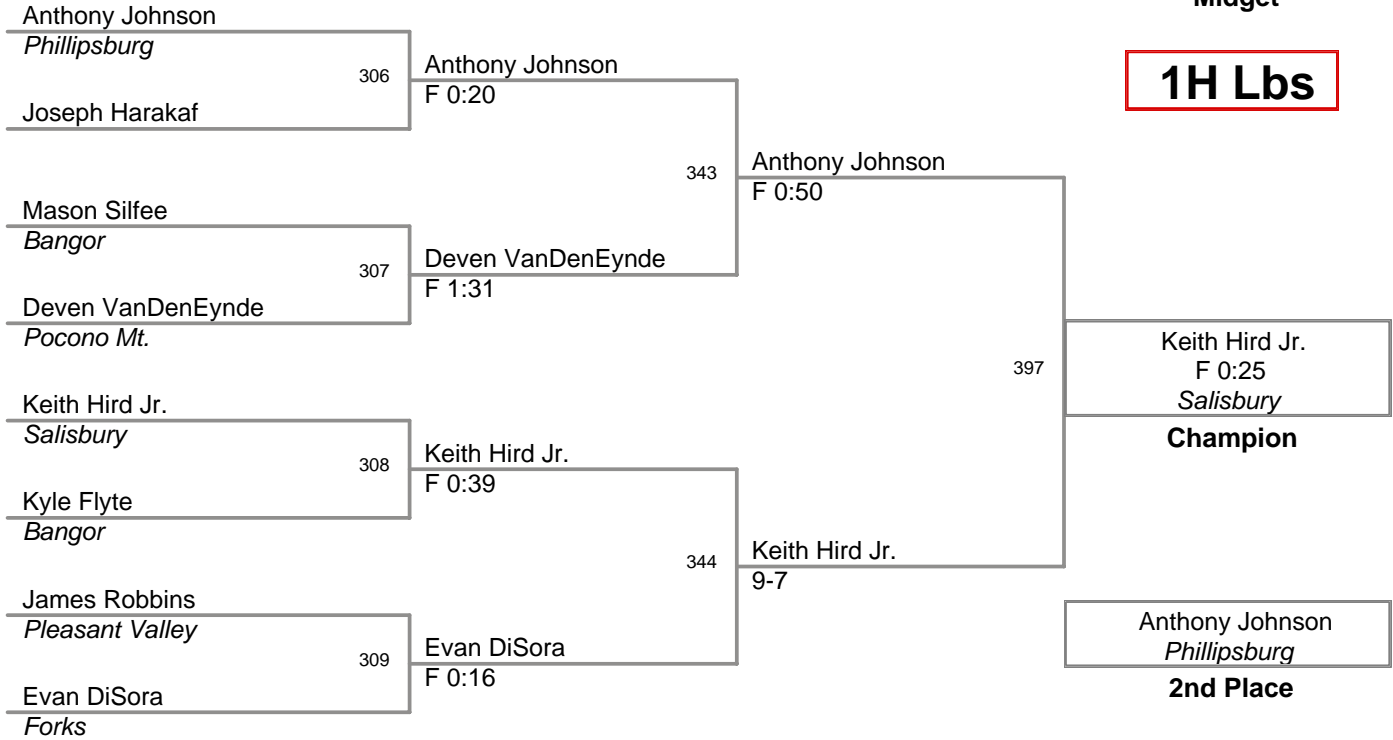 Midget
1H Lbs
Anthony Johnson
Phillipsburg
306
Joseph Harakaf
Anthony Johnson
F 0:20
Mason Silfee
Bangor
307
Deven VanDenEynde
Pocono Mt.
Deven VanDenEynde
F 1:31
343
Anthony Johnson
F 0:50
Keith Hird Jr.
Salisbury
308
Kyle Flyte
Bangor
Keith Hird Jr.
F 0:39
James Robbins
Pleasant Valley
309
Evan DiSora
Forks
Evan DiSora
F 0:16
344
Keith Hird Jr.
9-7
397
Keith Hird Jr.
F 0:25
Salisbury
Champion
Anthony Johnson
Phillipsburg
2nd Place